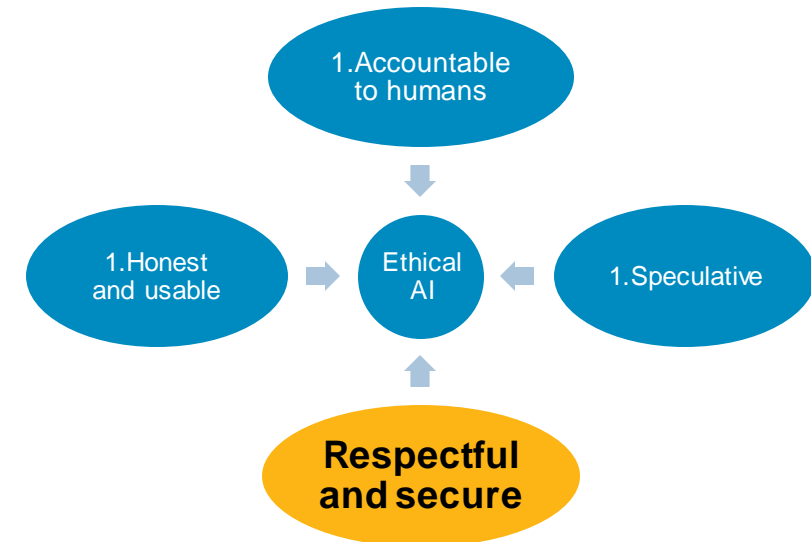 1.Accountable
to humans
1.Honest
and usable
Ethical
AI
1.Speculative
Respectful
and secure